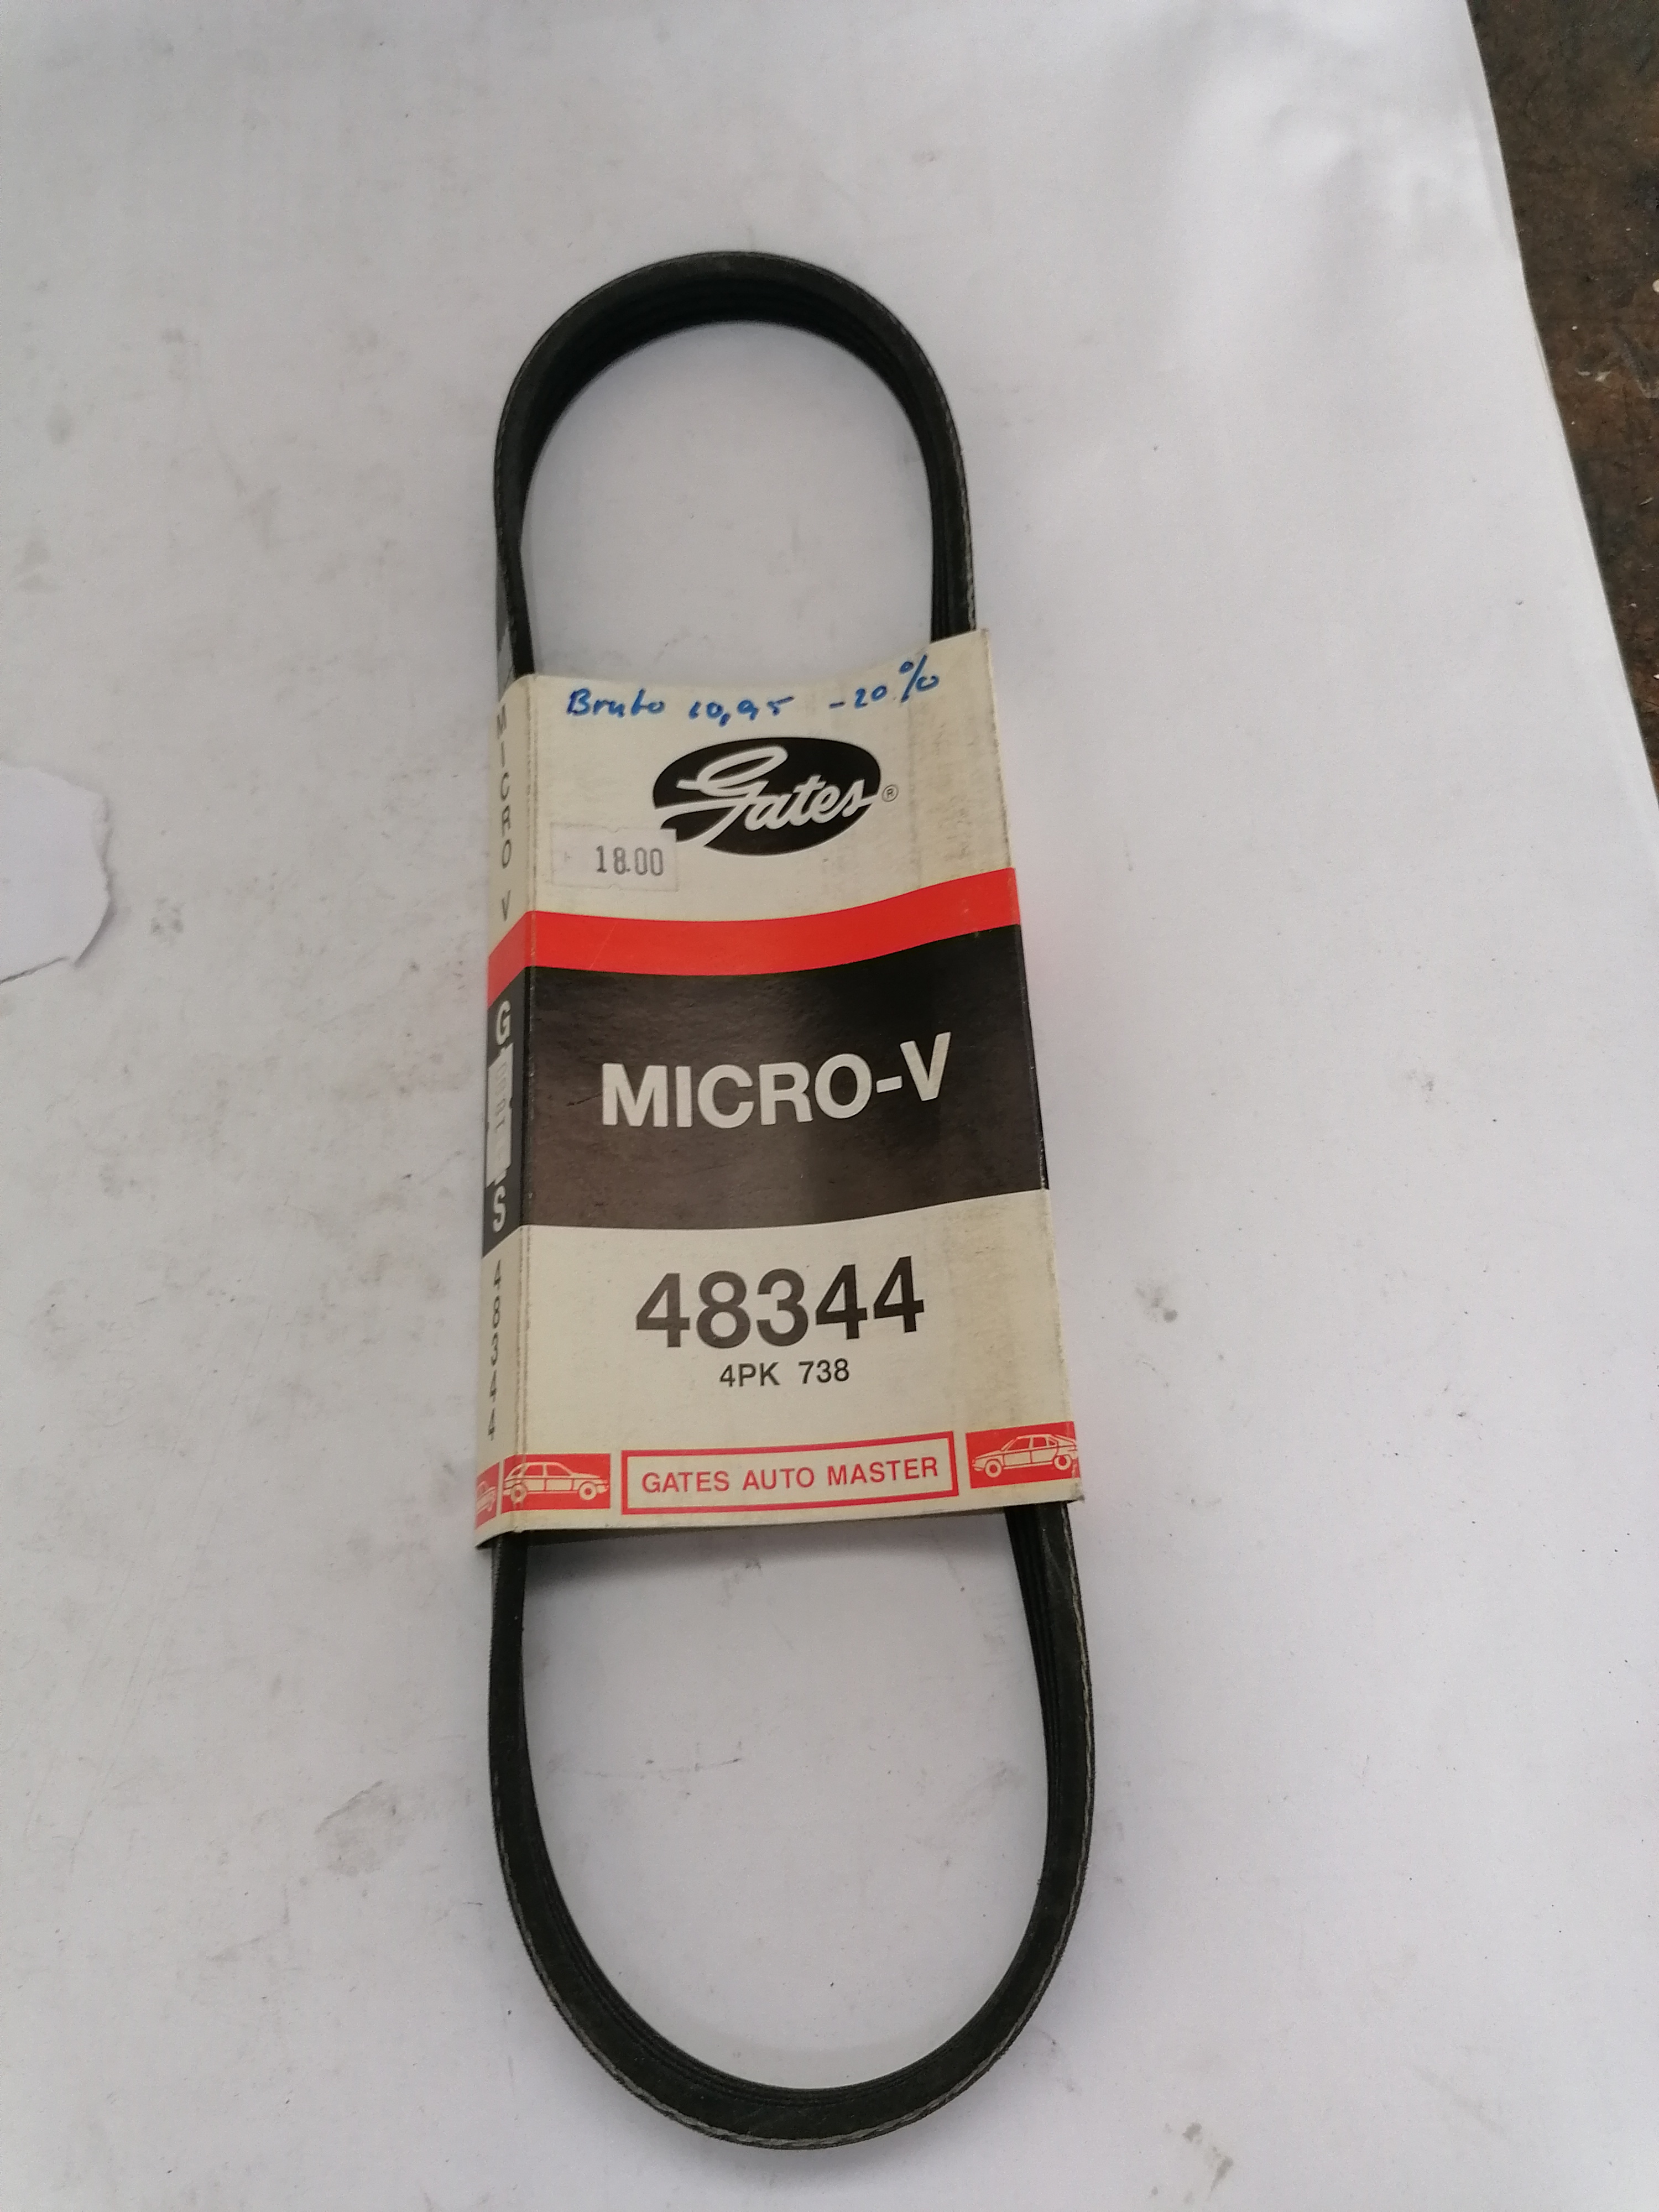 Bruto 10,95 -20%
Gates®
18.00
MICRO-V
48344
4PK 738
GATES AUTO MASTER
MICRO V
G
S
48344